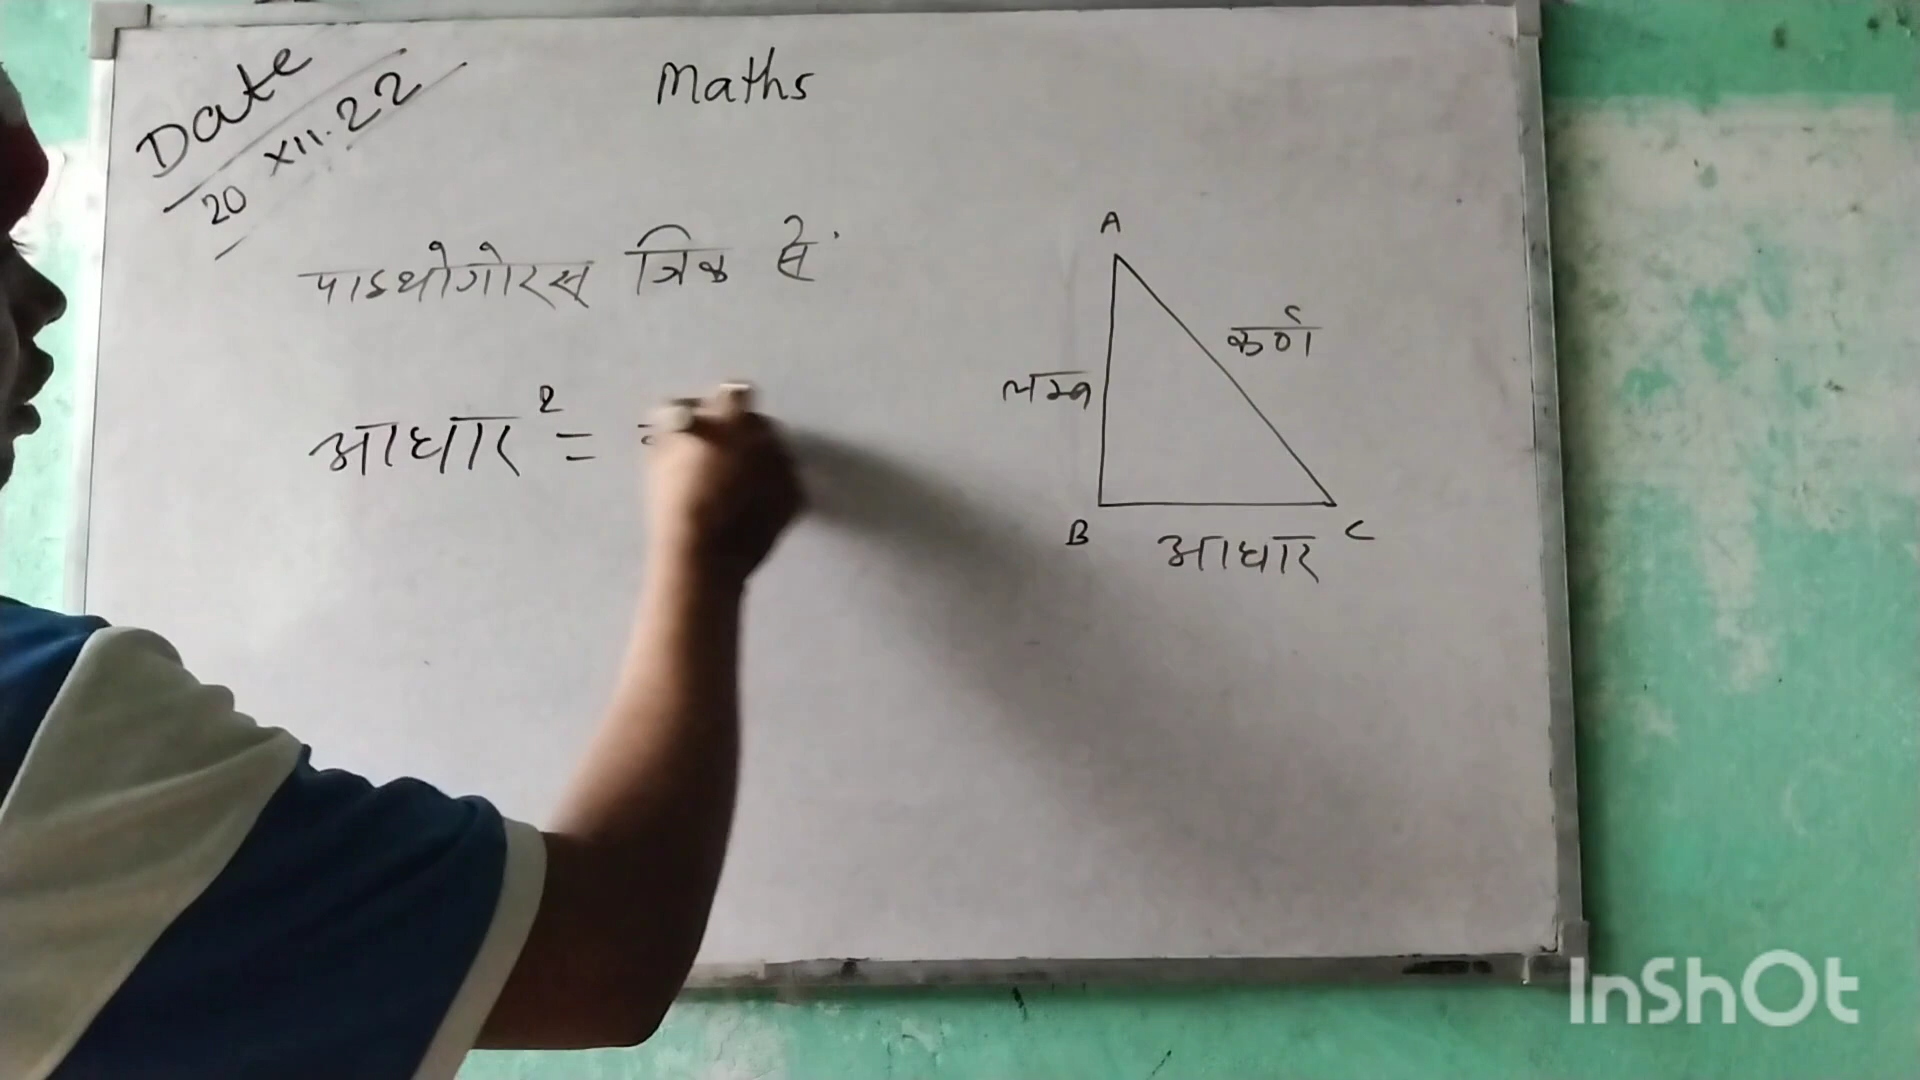 Date
20 XII.22
Maths
पाइथोगोरस त्रिक से.
आधार² =
A
कर्ण
लम्ब
B
आधार
C
InShOt